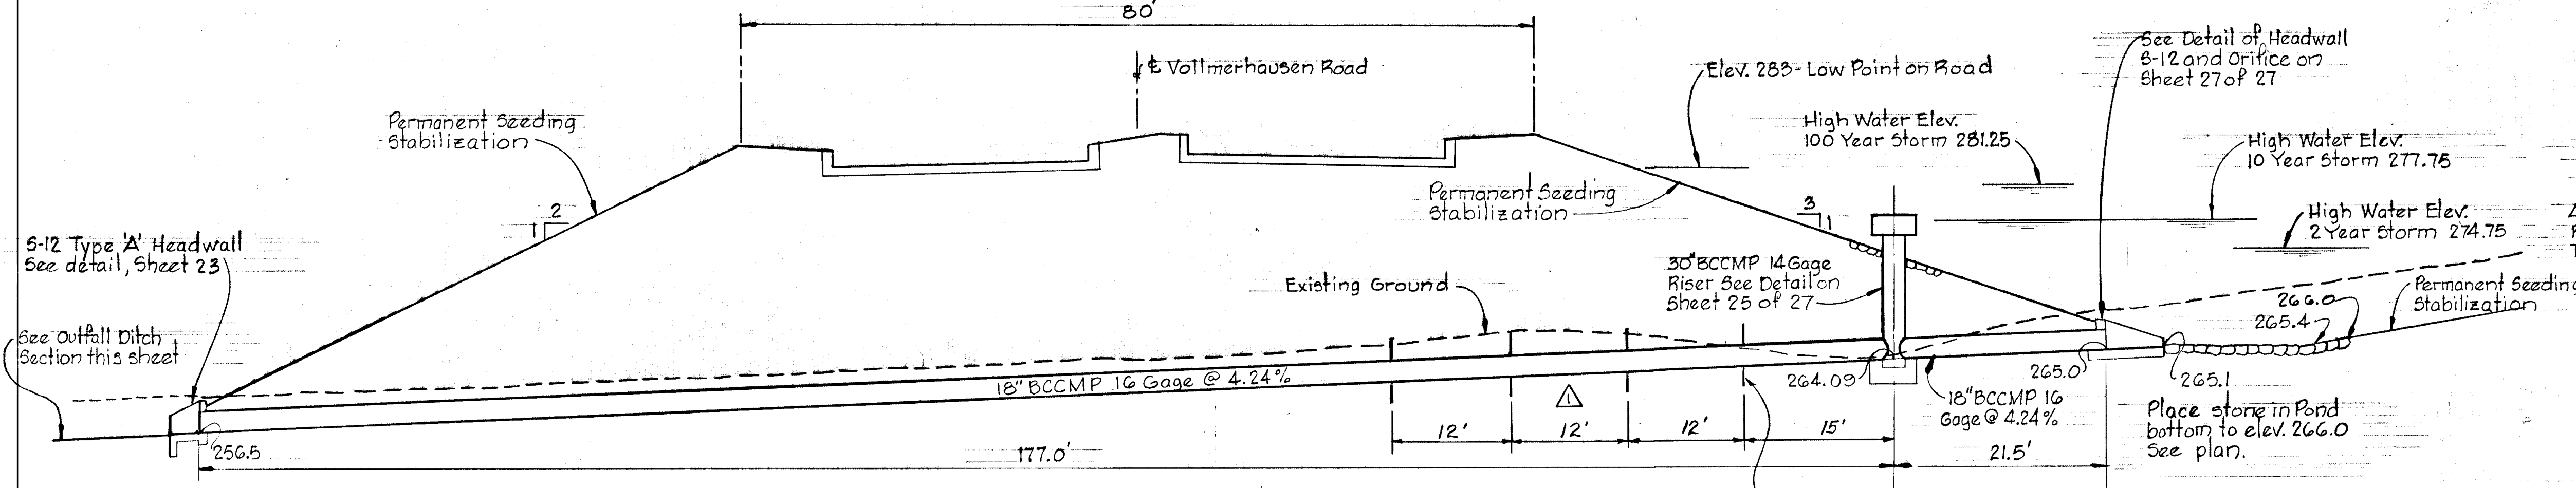 80'
℄ Vollmerhausen Road
Elev. 283 - Low Point on Road
See Detail of Headwall
S-12 and Orifice on
Sheet 27 of 27
Permanent Seeding
Stabilization
High Water Elev.
100 Year Storm 281.25
High Water Elev.
10 Year Storm 277.75
Permanent Seeding
Stabilization
2
1
3
1
High Water Elev.
2 Year Storm 274.75
S-12 Type 'A' Headwall
See detail, Sheet 23
Existing Ground
30" BCCMP 14 Gage
Riser See Detail on
Sheet 25 of 27
266.0
265.4
Permanent Seeding
Stabilization
See Outfall Ditch
Section this sheet
18" BCCMP 16 Gage @ 4.24%
264.09
265.0
265.1
1
18" BCCMP 16
Gage @ 4.24%
Place stone in Pond
bottom to elev. 266.0
See plan.
12'
12'
12'
15'
256.5
177.0'
21.5'